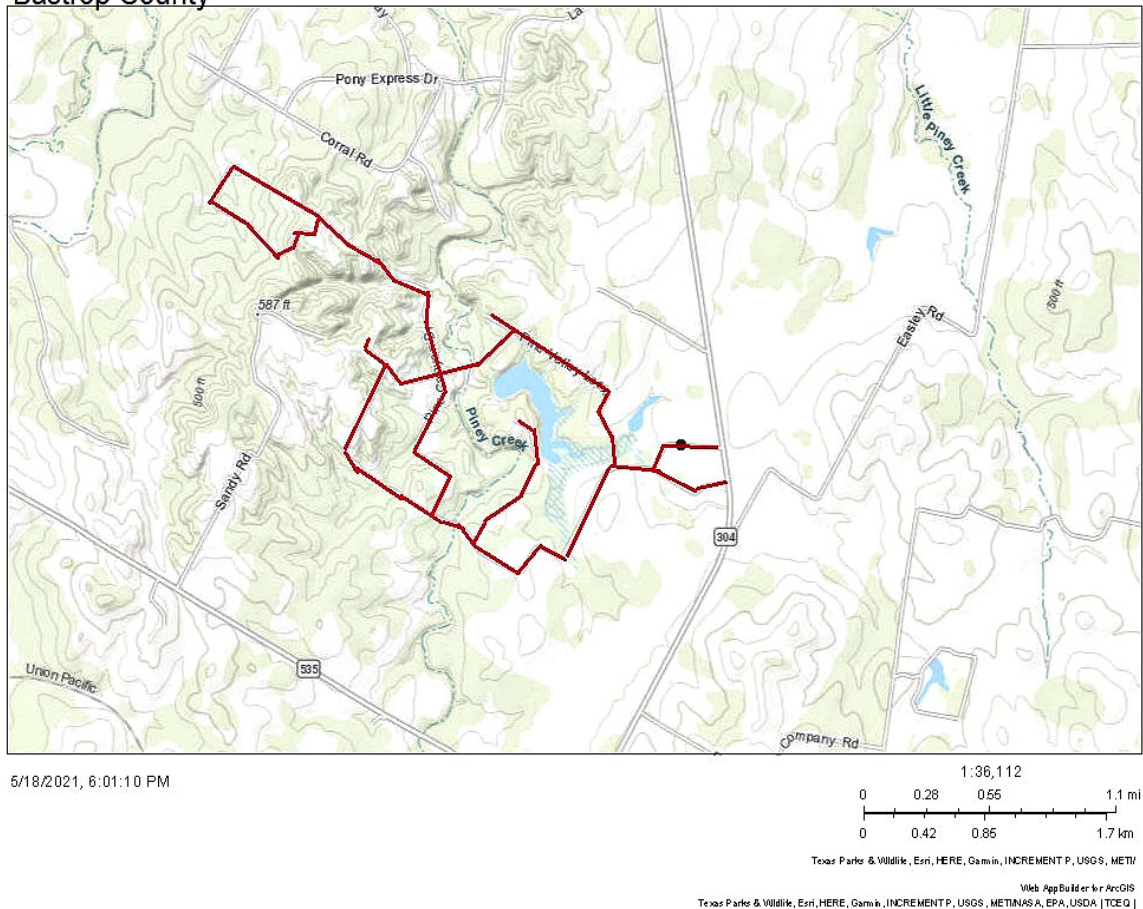 Bastrop County
Pony Express Dr
Corral Rd
Little Piney Creek
587 ft
500 ft
Easley Rd
500 ft
Pine Valley Loop
Piney Creek
Sandy Rd
304
535
Union Pacific
Company Rd
5/18/2021, 6:01:10 PM
1:36,112
0 0.28 0.55 1.1 mi
0 0.42 0.85 1.7 km
Texas Parks & Wildlife, Esri, HERE, Garmin, INCREMENT P, USGS, METI/
Web AppBuilder for ArcGIS
Texas Parks & Wildlife, Esri, HERE, Garmin, INCREMENT P, USGS, METI/NASA, EPA, USDA | TCEQ |